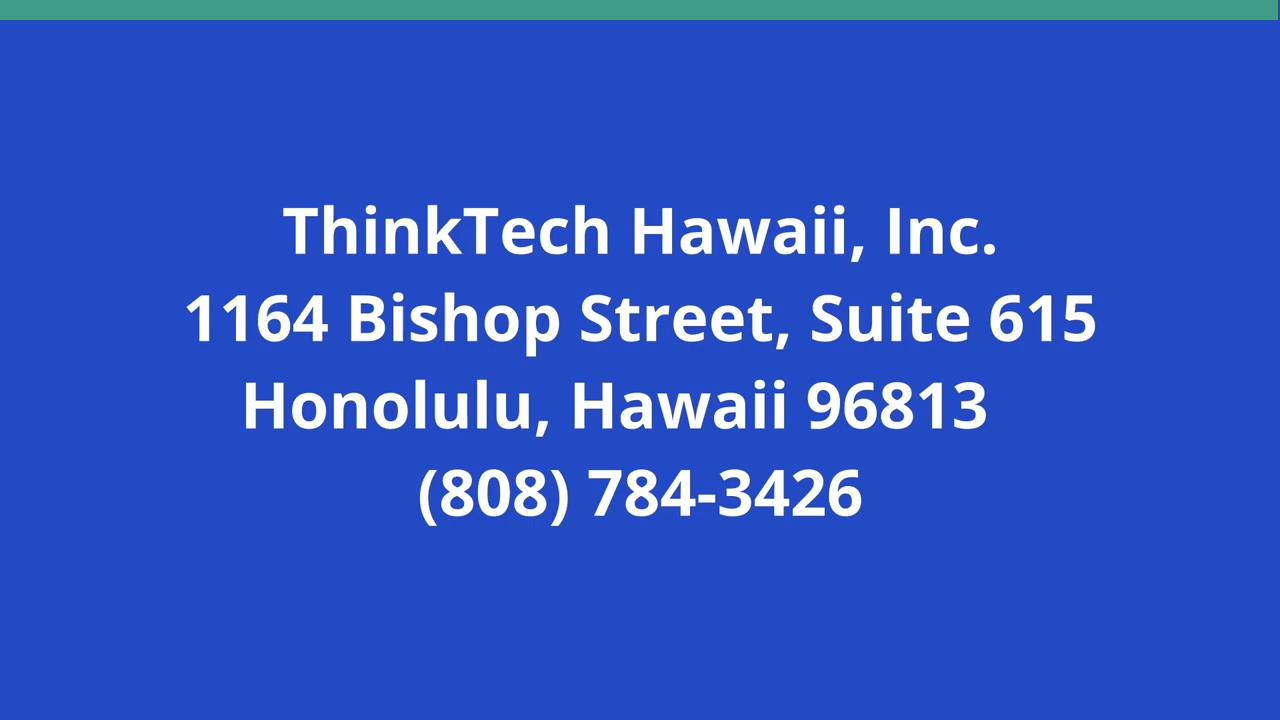 ThinkTech Hawaii, Inc.
1164 Bishop Street, Suite 615
Honolulu, Hawaii 96813
(808) 784-3426